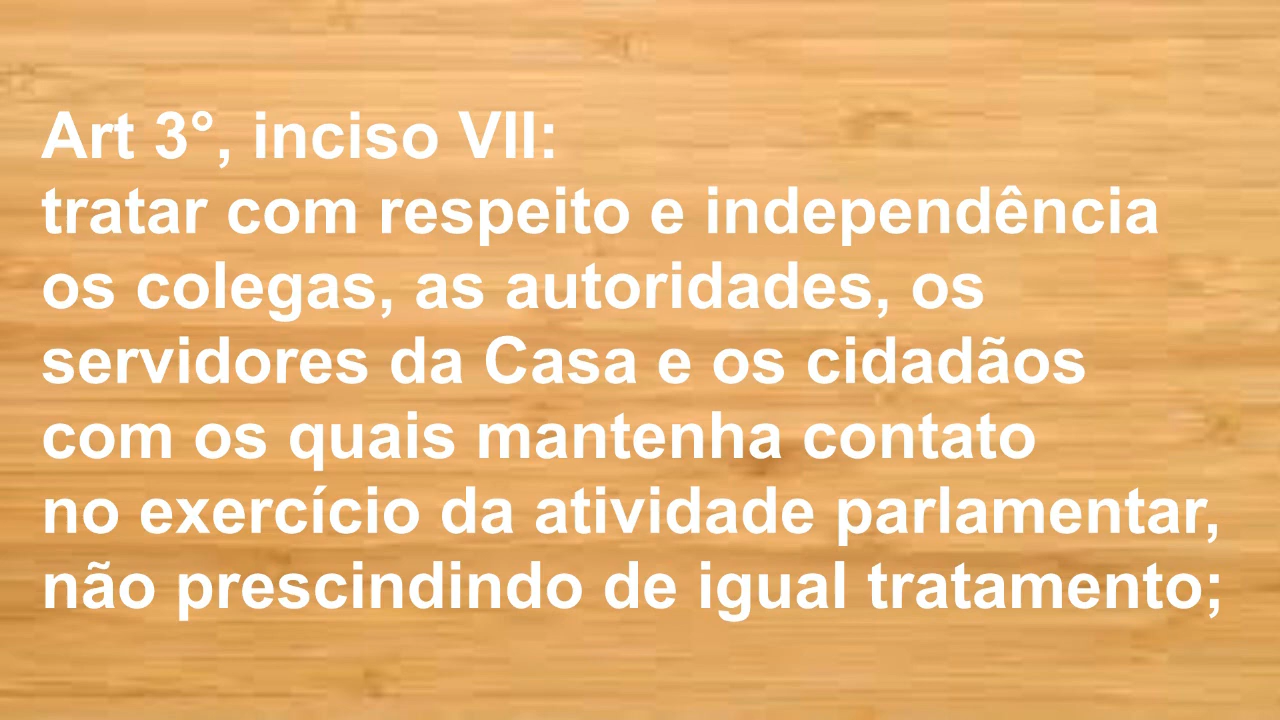 Art 3°, inciso VII:
tratar com respeito e independência
os colegas, as autoridades, os
servidores da Casa e os cidadãos
com os quais mantenha contato
no exercício da atividade parlamentar,
não prescindindo de igual tratamento;